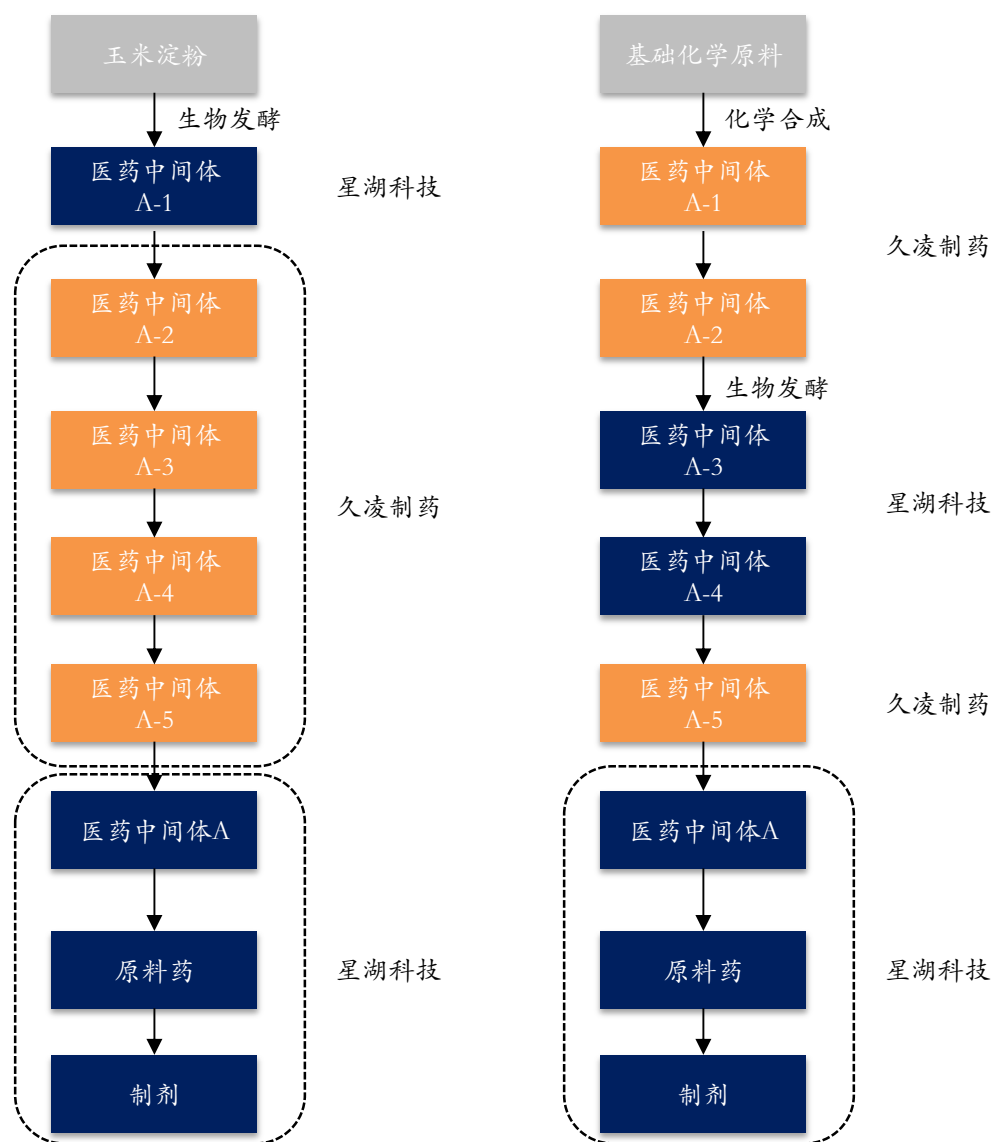 玉米淀粉
生物发酵
医药中间体
A-1
星湖科技
医药中间体
A-2
医药中间体
A-3
久凌制药
医药中间体
A-4
医药中间体
A-5
医药中间体A
原料药
星湖科技
制剂
基础化学原料
化学合成
医药中间体
A-1
久凌制药
医药中间体
A-2
生物发酵
医药中间体
A-3
星湖科技
医药中间体
A-4
医药中间体
A-5
久凌制药
医药中间体A
原料药
星湖科技
制剂